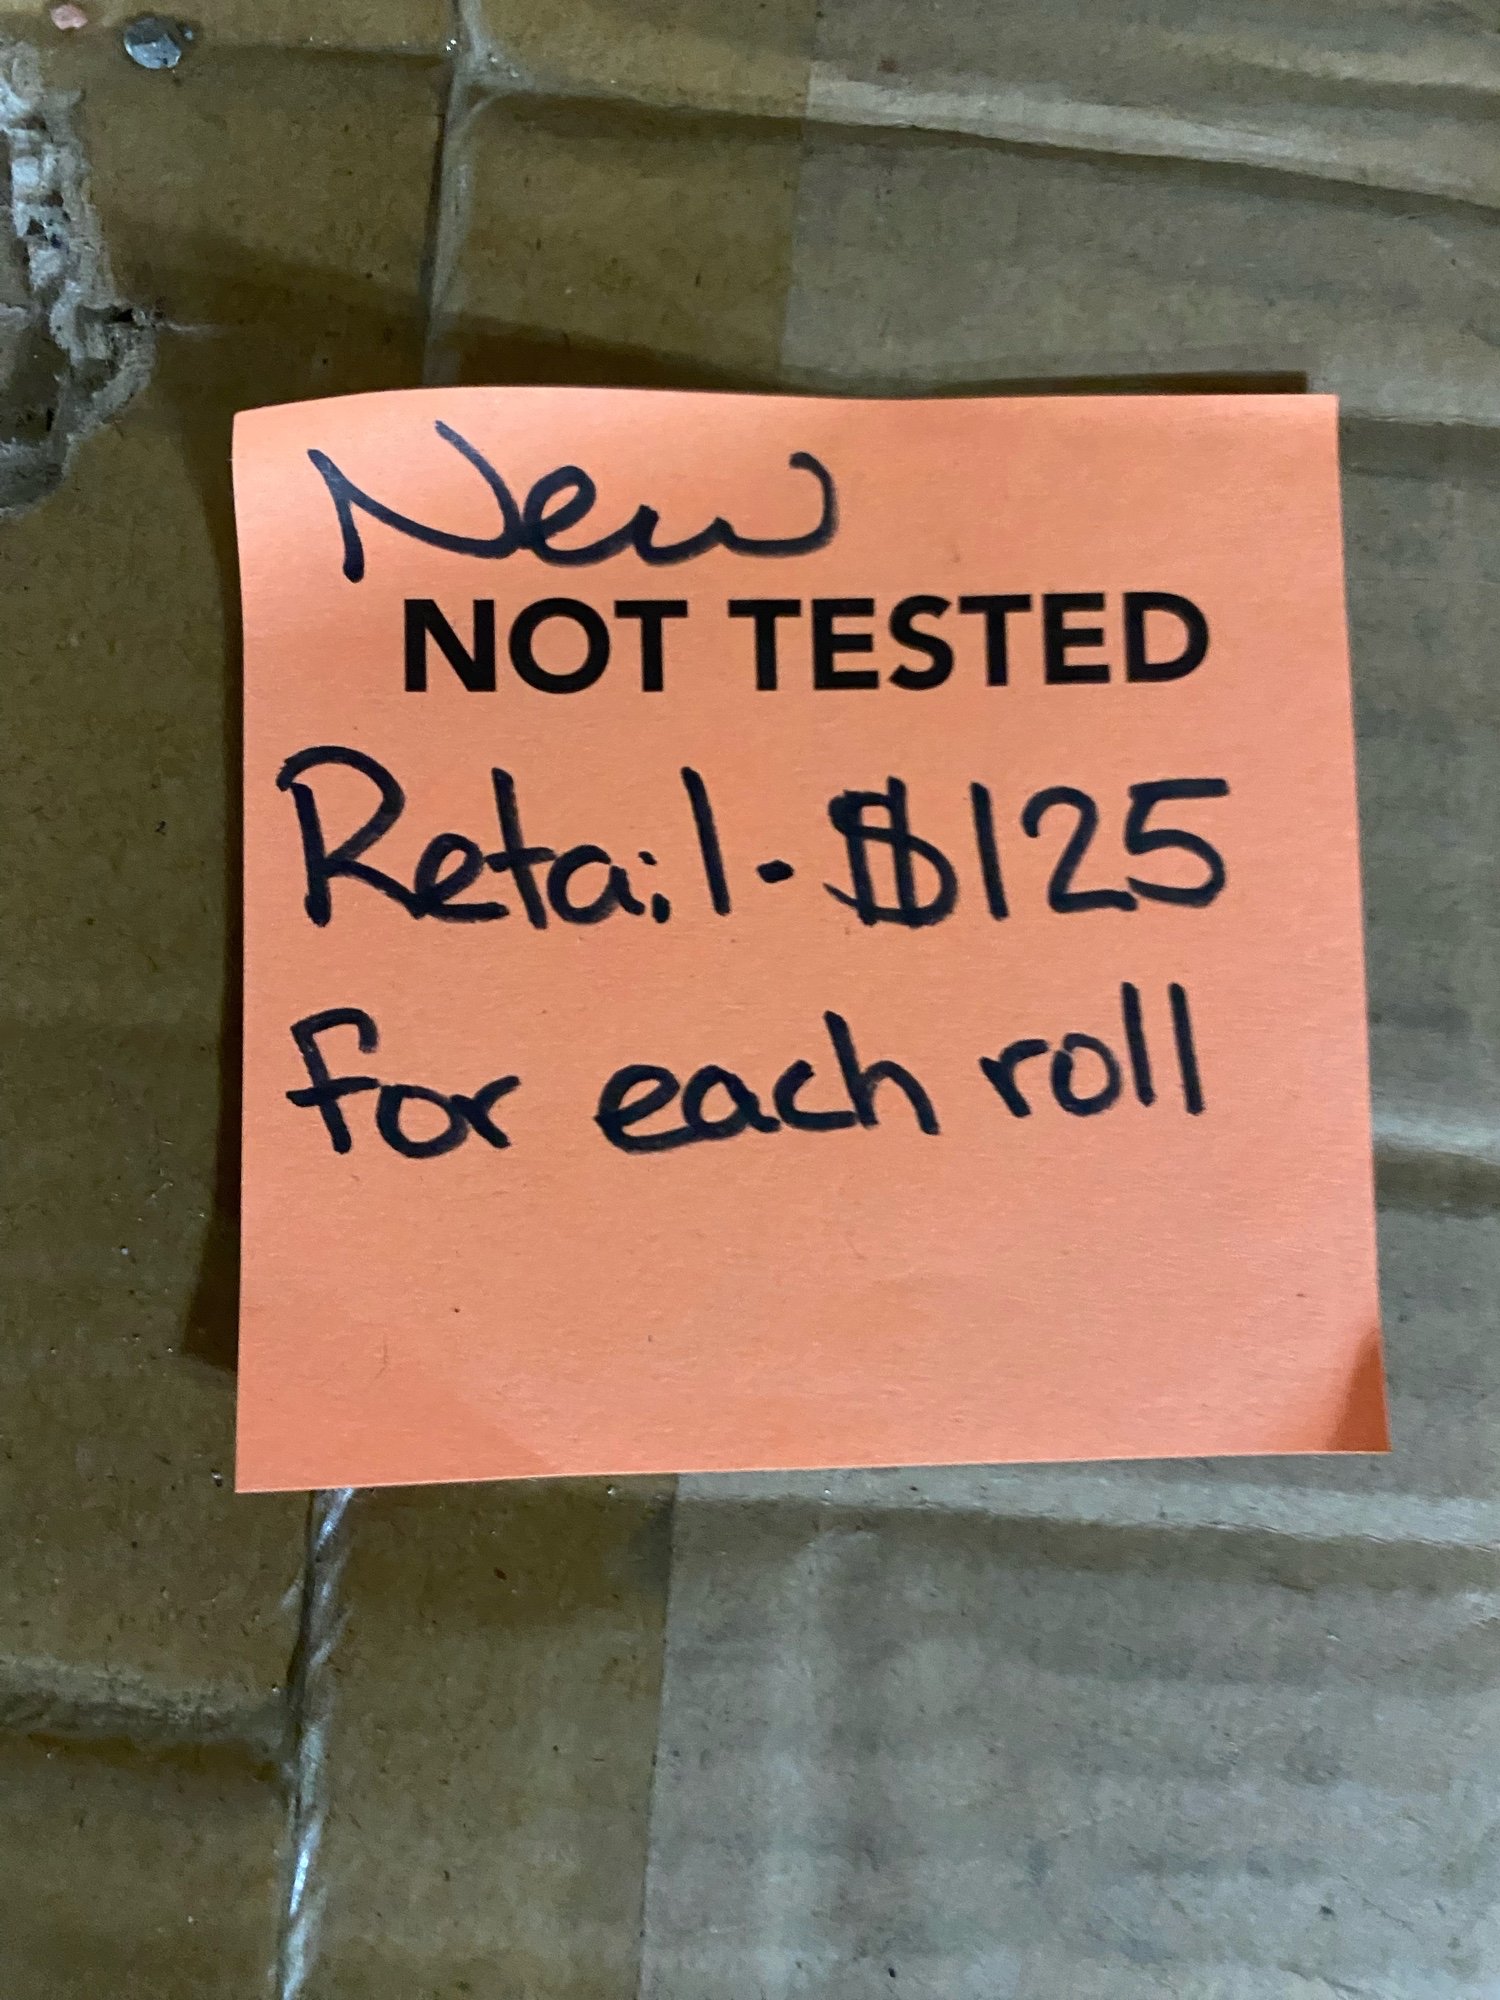 New
NOT TESTED
Retail - $125
for each roll